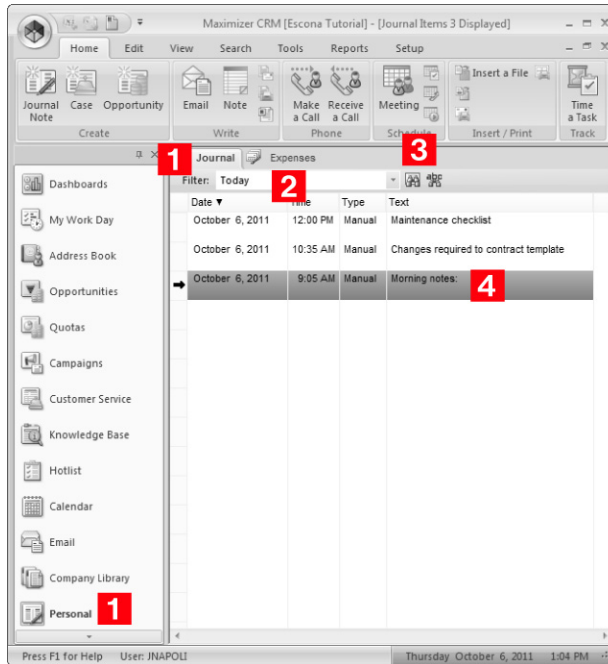 Maximizer CRM [Escona Tutorial] - [Journal Items 3 Displayed]
Home Edit View Search Tools Reports Setup
Journal Note Case Opportunity Email Note Make a Call Receive a Call Meeting Insert a File Time a Task
Create Write Phone Schedule Insert / Print Track
1 Journal Expenses 3
Filter: Today 2 abc
Date Time Type Text
October 6, 2011 12:00 PM Manual Maintenance checklist
October 6, 2011 10:35 AM Manual Changes required to contract template
October 6, 2011 9:05 AM Manual Morning notes: 4
Dashboards
My Work Day
Address Book
Opportunities
Quotas
Campaigns
Customer Service
Knowledge Base
Hotlist
Calendar
Email
Company Library
Personal 1
Press F1 for Help User: JNAPOLI Thursday October 6, 2011 1:04 PM